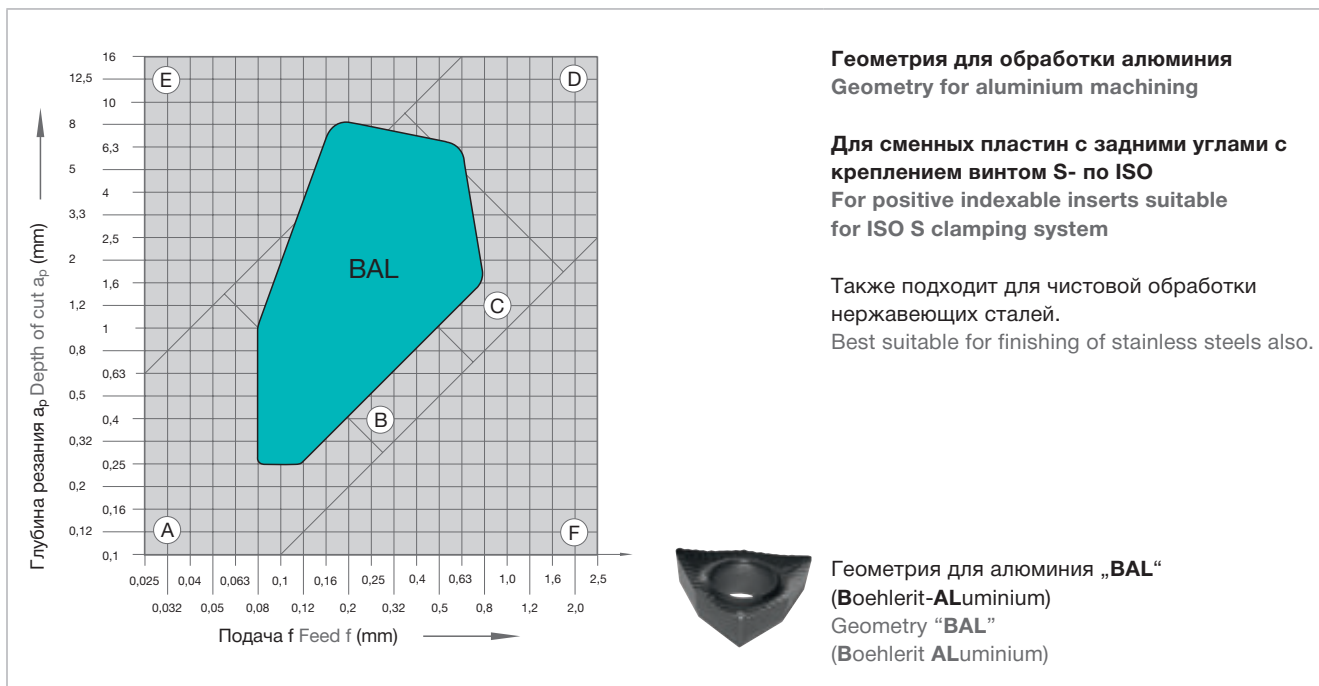 16
12,5
10
8
6,3
5
4
3,3
2,5
2
1,6
1,2
1
0,8
0,63
0,5
0,4
0,32
0,25
0,2
0,16
0,12
0,1
Глубина резания ap Depth of cut ap (mm)
E
D
BAL
C
B
A
F
0,025 0,04 0,063 0,1 0,16 0,25 0,4 0,63 1,0 1,6 2,5
0,032 0,05 0,08 0,12 0,2 0,32 0,5 0,8 1,2 2,0
Подача f Feed f (mm)
Геометрия для обработки алюминия
Geometry for aluminium machining
Для сменных пластин с задними углами с
креплением винтом S- по ISO
For positive indexable inserts suitable
for ISO S clamping system
Также подходит для чистовой обработки
нержавеющих сталей.
Best suitable for finishing of stainless steels also.
Геометрия для алюминия „BAL“
(Boehlerit-ALuminium)
Geometry “BAL”
(Boehlerit ALuminium)